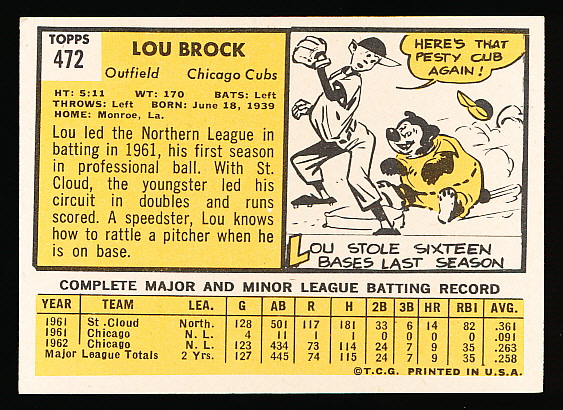 TOPPS
472
LOU BROCK
Outfield Chicago Cubs
HT: 5:11 WT: 170 BATS: Left
THROWS: Left BORN: June 18, 1939
HOME: Monroe, La.
Lou led the Northern League in
batting in 1961, his first season
in professional ball. With St.
Cloud, the youngster led his
circuit in doubles and runs
scored. A speedster, Lou knows
how to rattle a pitcher when he
is on base.
HERE'S THAT
PESTY CUB
AGAIN!
LOU STOLE SIXTEEN
BASES LAST SEASON
COMPLETE MAJOR AND MINOR LEAGUE BATTING RECORD
YEAR TEAM LEA. G AB R H 2B 3B HR RBI AVG.
1961 St.Cloud North. 128 501 117 181 33 6 14 82 .361
1961 Chicago N.L. 4 11 1 1 0 0 0 0 .091
1962 Chicago N.L. 123 434 73 114 24 7 9 35 .263
Major League Totals 2 Yrs. 127 445 74 115 24 7 9 35 .258
©T.C.G. PRINTED IN U.S.A.